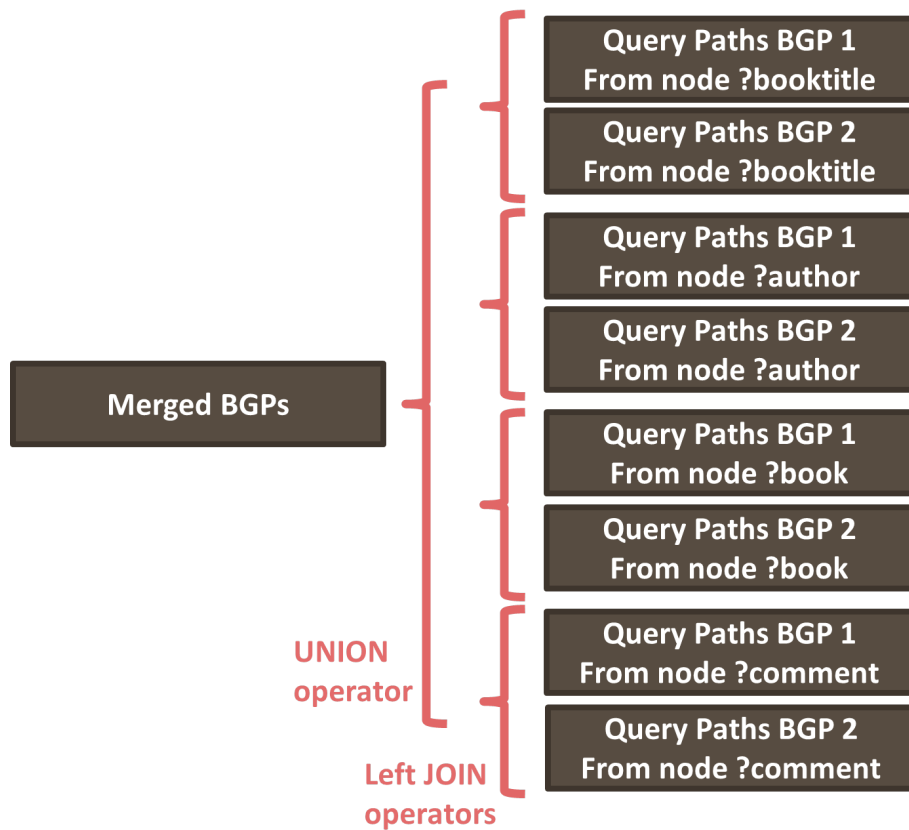 Query Paths BGP 1
From node ?booktitle
Query Paths BGP 2
From node ?booktitle
Query Paths BGP 1
From node ?author
Query Paths BGP 2
From node ?author
Merged BGPs
Query Paths BGP 1
From node ?book
Query Paths BGP 2
From node ?book
Query Paths BGP 1
From node ?comment
Query Paths BGP 2
From node ?comment
UNION
operator
Left JOIN
operators